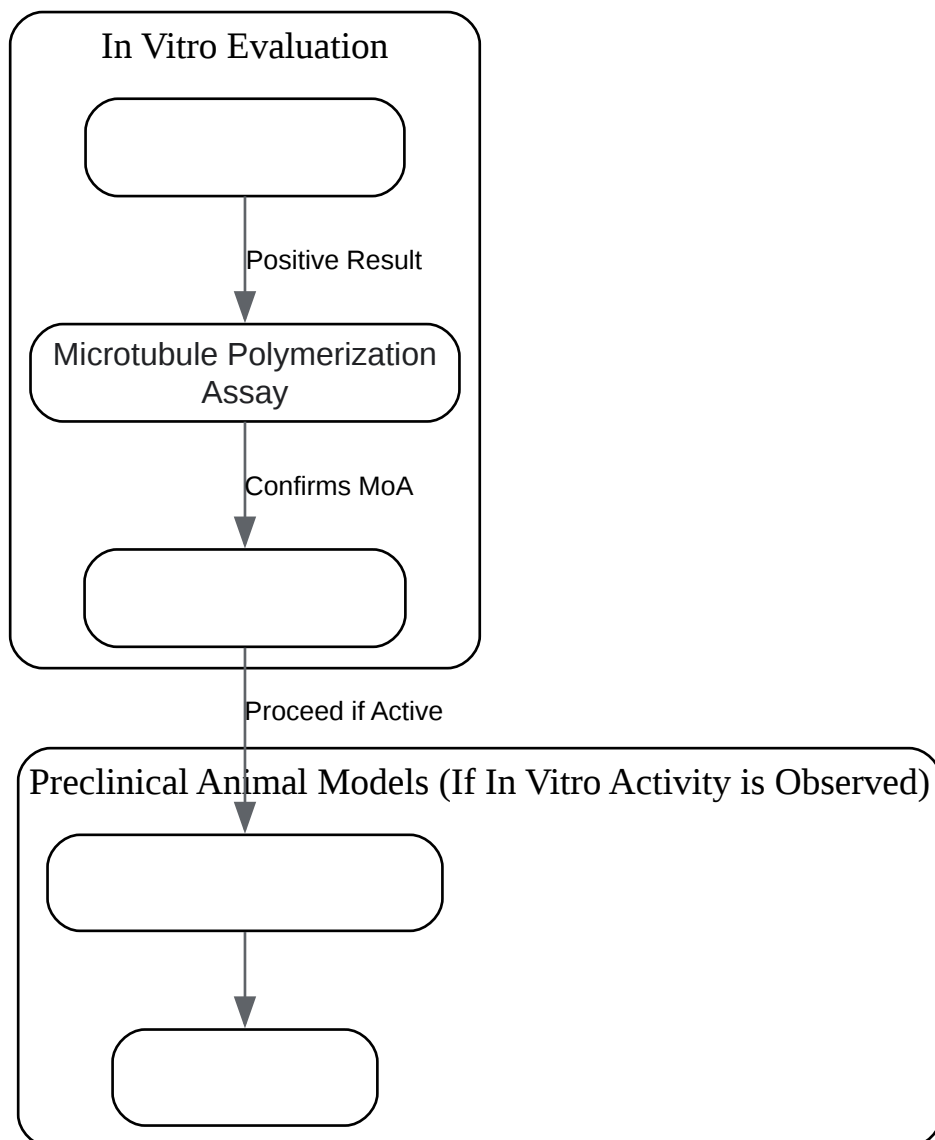 In Vitro Evaluation
Positive Result
Microtubule Polymerization
Assay
Confirms MoA
Proceed if Active
Preclinical Animal Models (If In Vitro Activity is Observed)